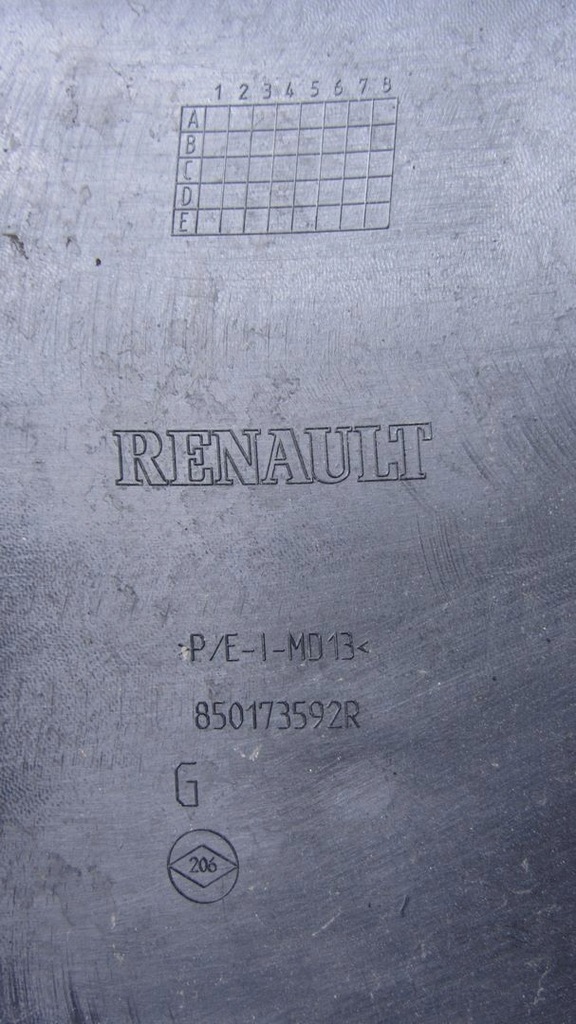 1 2 3 4 5 6 7 8
A
B
C
D
E
RENAULT
>P/E-I-MD13<
850173592R
G
206